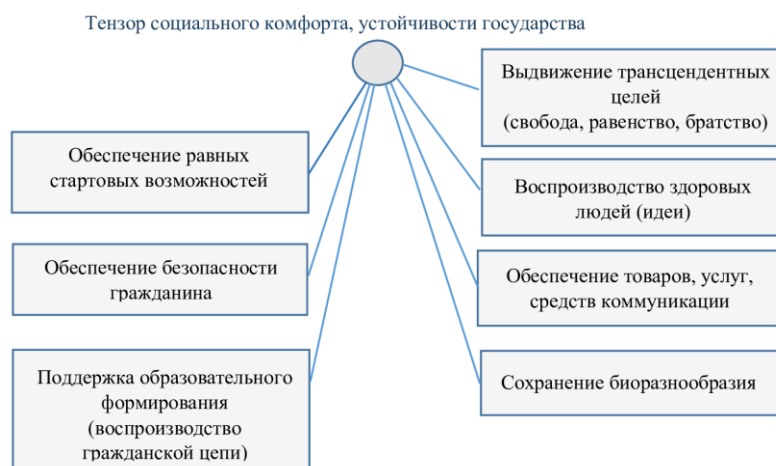 Тензор социального комфорта, устойчивости государства
Обеспечение равных
стартовых возможностей
Обеспечение безопасности
гражданина
Поддержка образовательного
формирования
(воспроизводство
гражданской цепи)
Выдвижение трансцендентных
целей
(свобода, равенство, братство)
Воспроизводство здоровых
людей (идеи)
Обеспечение товаров, услуг,
средств коммуникации
Сохранение биоразнообразия